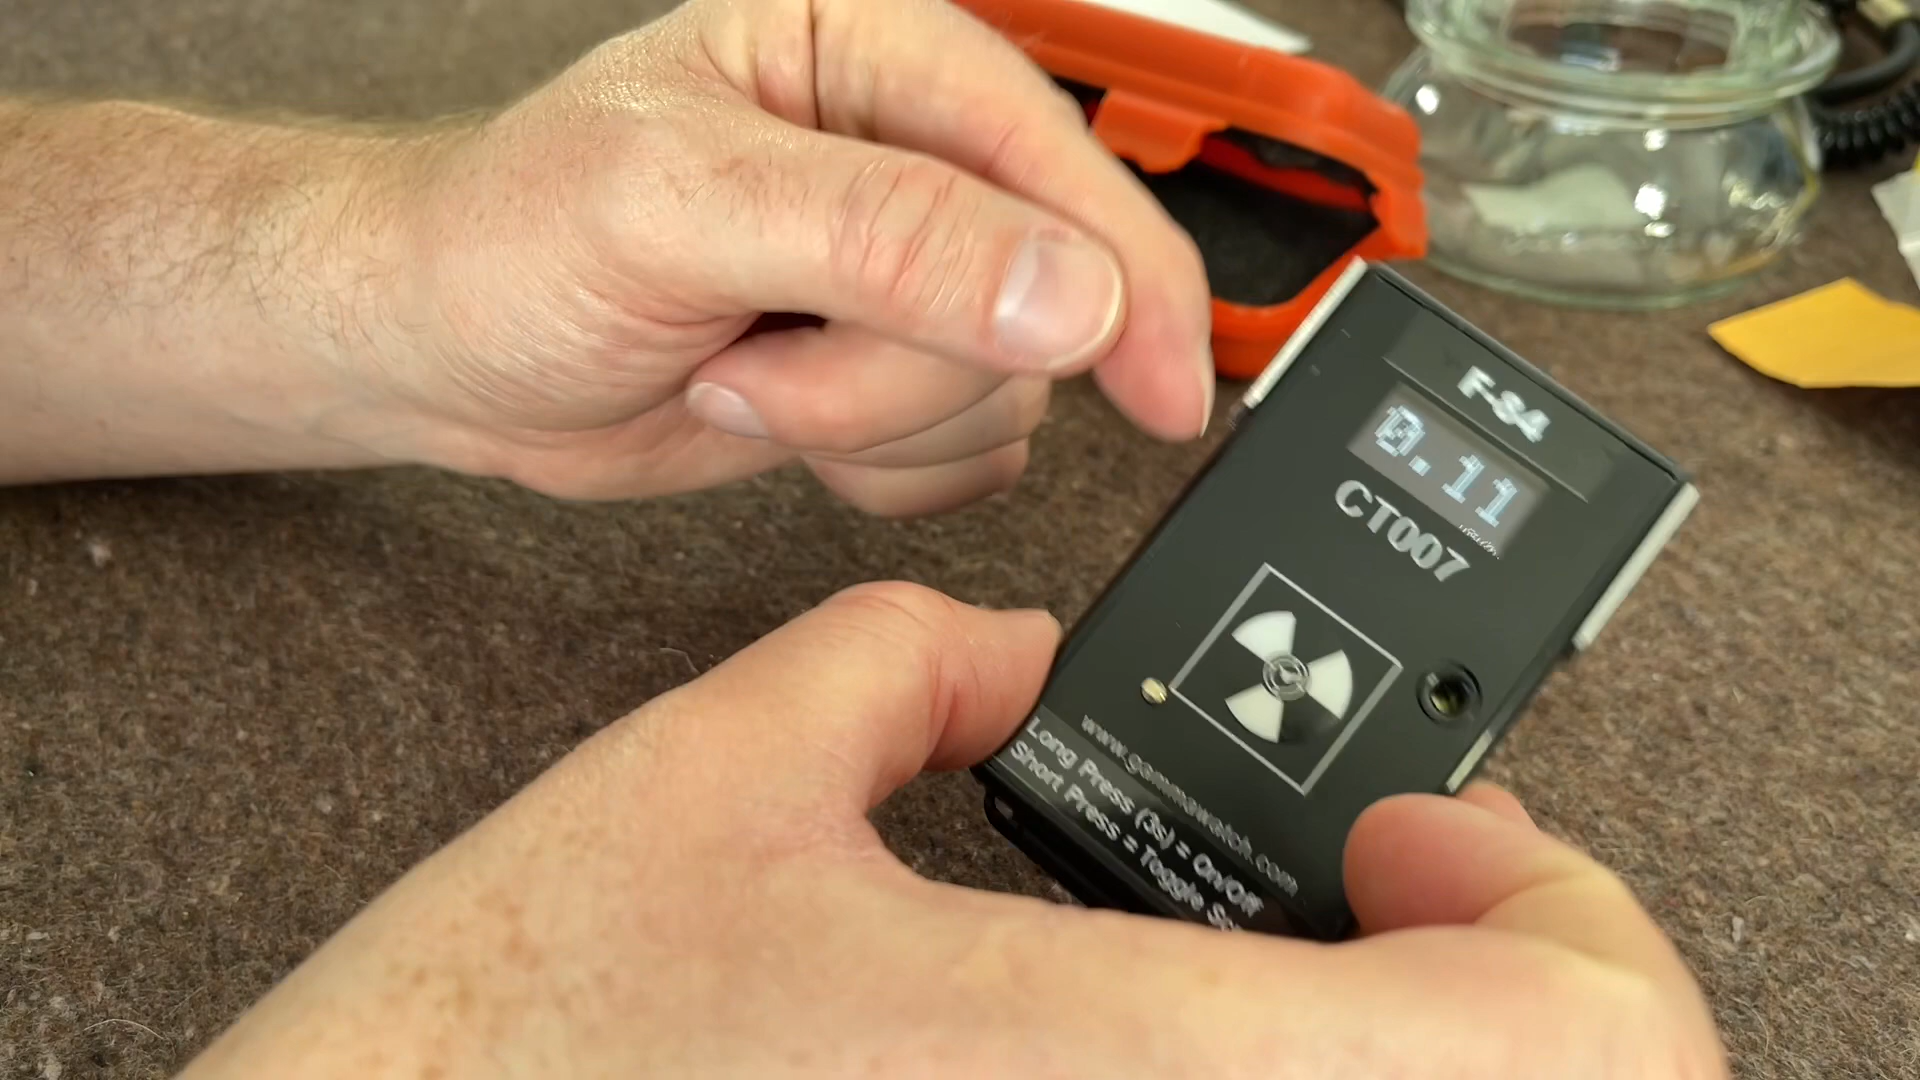 F-84
0.11
CT007
www.gammawatch.com
Long Press (3s) = On/Off
Short Press = Toggle